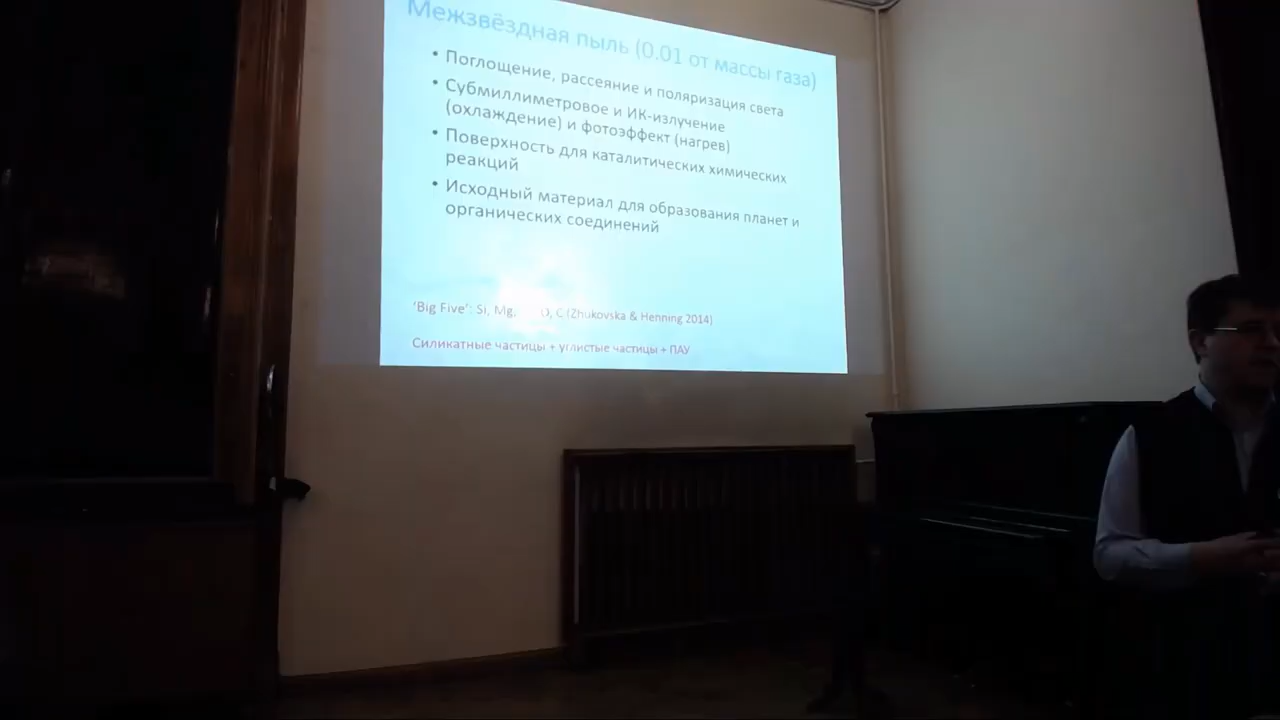 Межзвёздная пыль (0.01 от массы газа)
• Поглощение, рассеяние и поляризация света
• Субмиллиметровое и ИК-излучение
(охлаждение) и фотоэффект (нагрев)
• Поверхность для каталитических химических
реакций
• Исходный материал для образования планет и
органических соединений
'Big Five': Si, Mg, O, C (Zhukovska & Henning 2014)
Силикатные частицы + углистые частицы + ПАУ